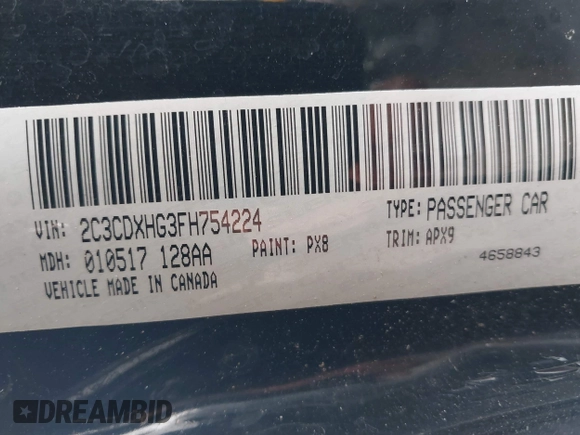 VIN: 2C3CDXHG3FH754224
TYPE: PASSENGER CAR
MDH: 010517 128AA
PAINT: PX8
TRIM: APX9
VEHICLE MADE IN CANADA
4658843
DREAMBID